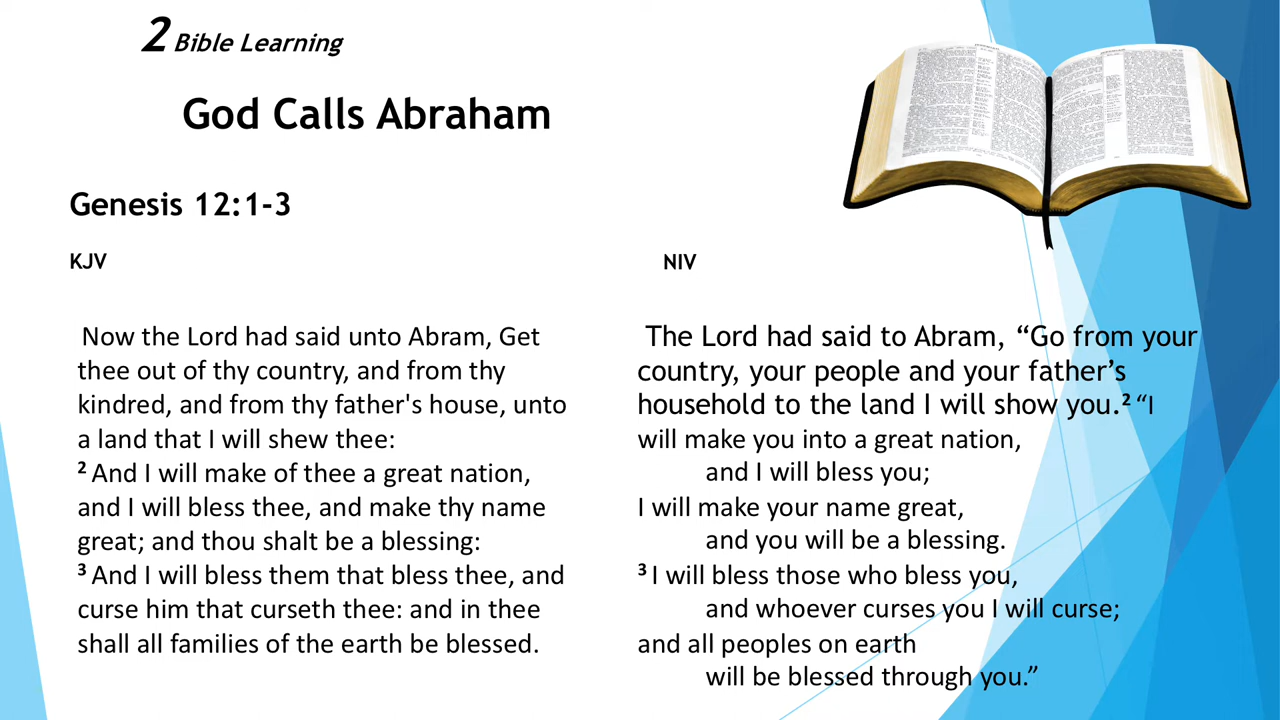 2 Bible Learning
God Calls Abraham
Genesis 12:1-3
KJV
Now the Lord had said unto Abram, Get
thee out of thy country, and from thy
kindred, and from thy father's house, unto
a land that I will shew thee:
2 And I will make of thee a great nation,
and I will bless thee, and make thy name
great; and thou shalt be a blessing:
3 And I will bless them that bless thee, and
curse him that curseth thee: and in thee
shall all families of the earth be blessed.
NIV
The Lord had said to Abram, “Go from your
country, your people and your father’s
household to the land I will show you.2 “I
will make you into a great nation,
and I will bless you;
I will make your name great,
and you will be a blessing.
3 I will bless those who bless you,
and whoever curses you I will curse;
and all peoples on earth
will be blessed through you.”